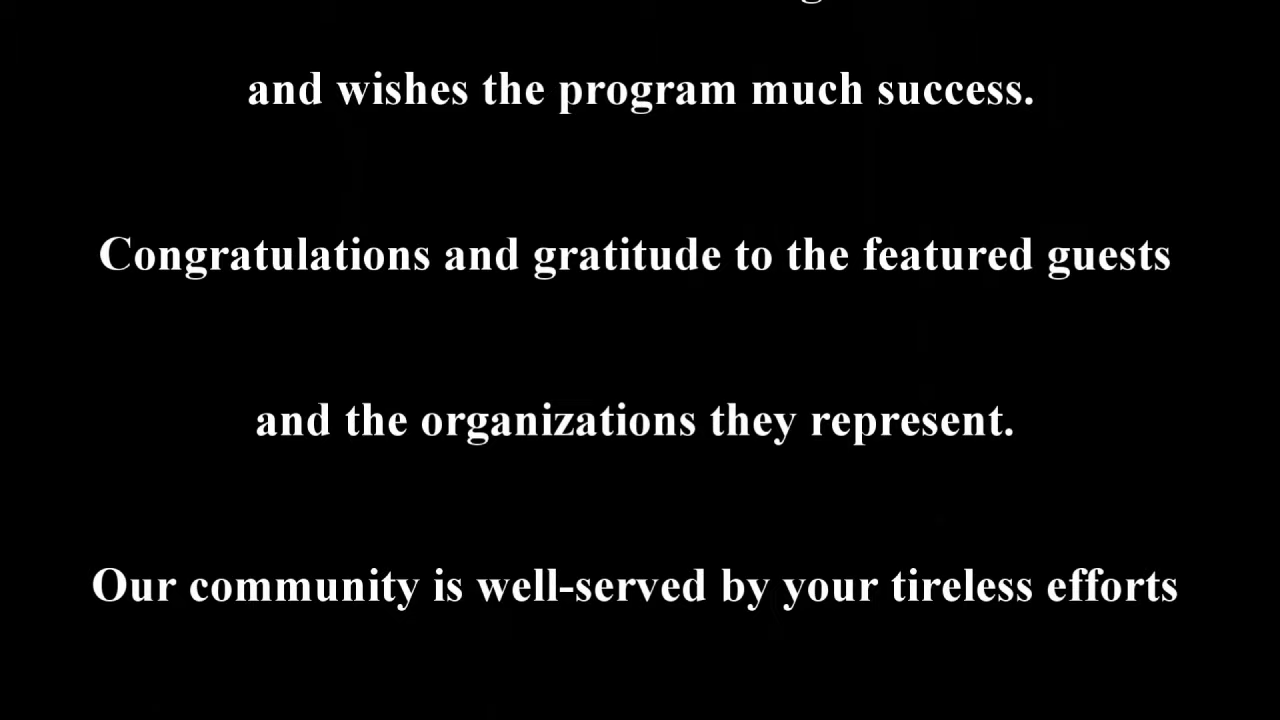 and wishes the program much success.
Congratulations and gratitude to the featured guests
and the organizations they represent.
Our community is well-served by your tireless efforts